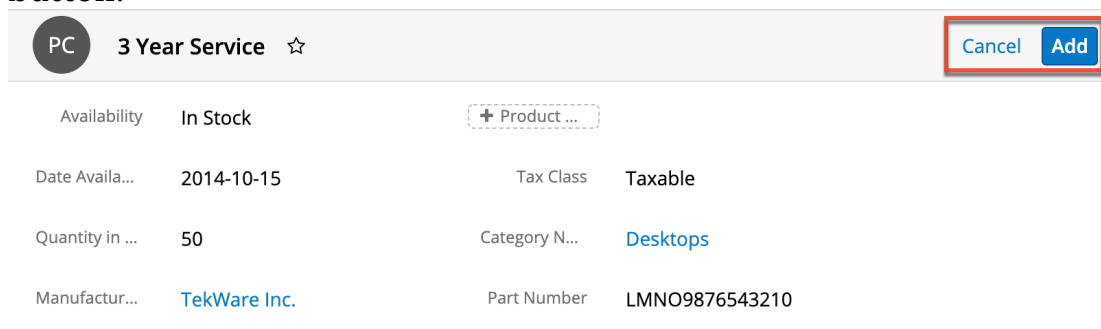 PC 3 Year Service Cancel Add
Availability In Stock + Product ...
Date Availa... 2014-10-15 Tax Class Taxable
Quantity in ... 50 Category N... Desktops
Manufactur... TekWare Inc. Part Number LMNO9876543210